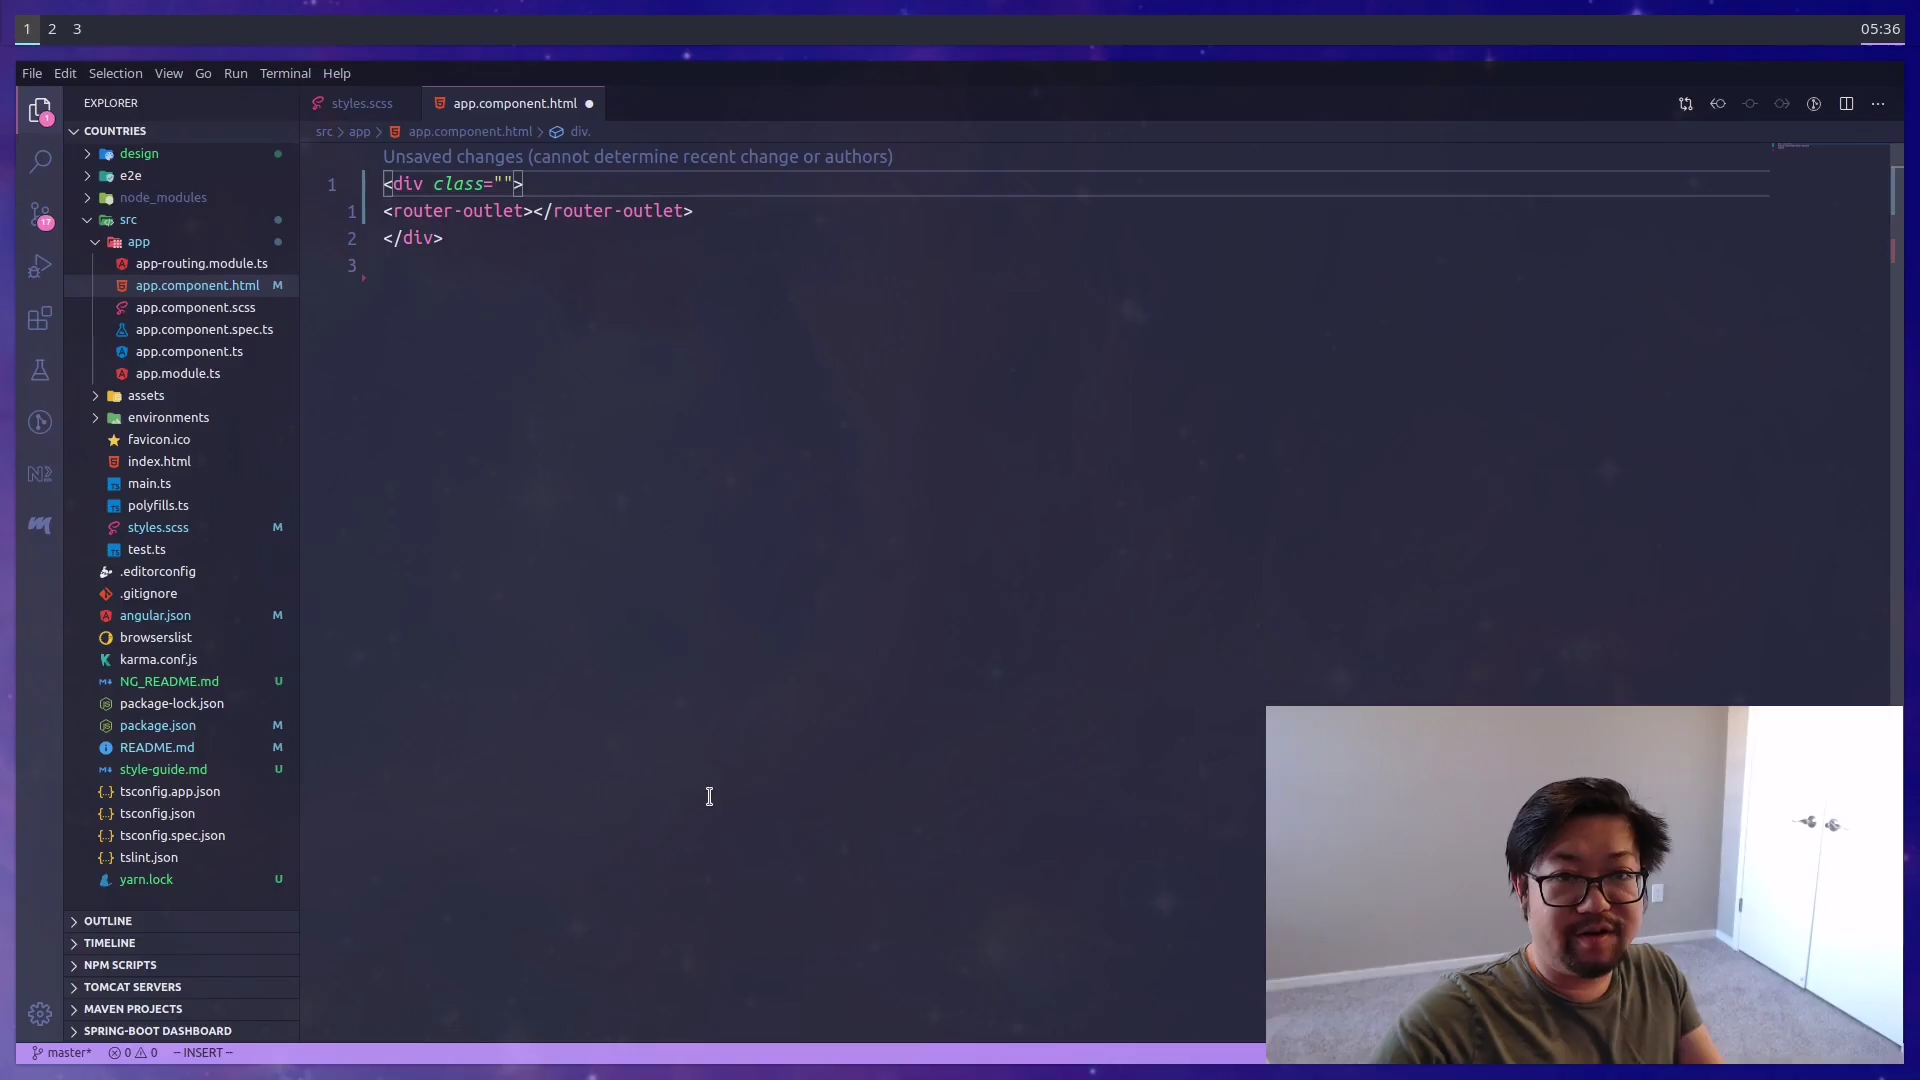 1 2 3
05:36
File Edit Selection View Go Run Terminal Help
EXPLORER
COUNTRIES
design
e2e
node_modules
src
app
app-routing.module.ts
app.component.html M
app.component.scss
app.component.spec.ts
app.component.ts
app.module.ts
assets
environments
favicon.ico
index.html
main.ts
polyfills.ts
styles.scss M
test.ts
.editorconfig
.gitignore
angular.json M
browserslist
karma.conf.js
NG_README.md U
package-lock.json
package.json M
README.md M
style-guide.md U
tsconfig.app.json
tsconfig.json
tsconfig.spec.json
tslint.json
yarn.lock U
OUTLINE
TIMELINE
NPM SCRIPTS
TOMCAT SERVERS
MAVEN PROJECTS
SPRING-BOOT DASHBOARD
1
17
styles.scss
app.component.html
src > app > app.component.html > div.
Unsaved changes (cannot determine recent change or authors)
1 <div class="">
1 <router-outlet></router-outlet>
2 </div>
3
master* 0 0 -- INSERT --